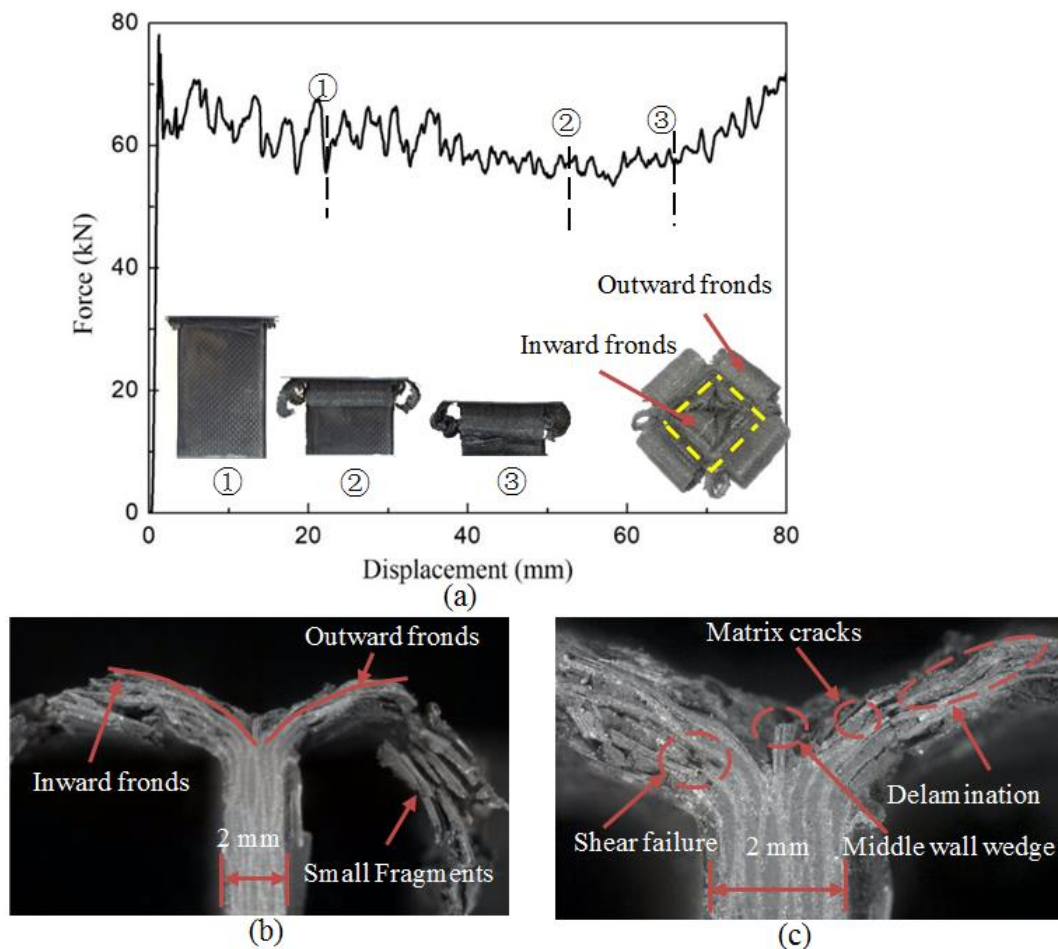 80
60
40
20
0
Force (kN)
①
②
③
Outward fronds
Inward fronds
①
②
③
0
20
40
60
80
Displacement (mm)
(a)
Outward fronds
Inward fronds
2 mm
Small Fragments
(b)
Matrix cracks
Delamination
Shear failure
2 mm
Middle wall wedge
(c)